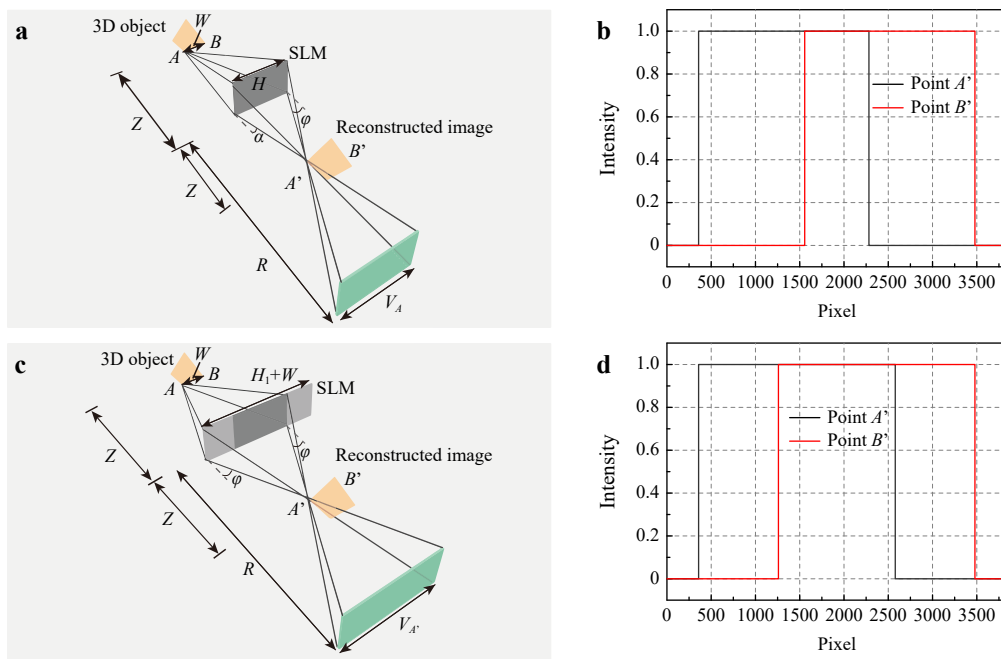 a
3D object
W
A
B
SLM
H
φ
α
Reconstructed image
B’
A’
Z
Z
R
V_A
b
Intensity
1.0
0.8
0.6
0.4
0.2
0
Point A’
Point B’
0 500 1000 1500 2000 2500 3000 3500
Pixel
c
3D object
W
A
B
H₁+W
SLM
φ
φ
Reconstructed image
B’
A’
Z
Z
R
V_A’
d
Intensity
1.0
0.8
0.6
0.4
0.2
0
Point A’
Point B’
0 500 1000 1500 2000 2500 3000 3500
Pixel